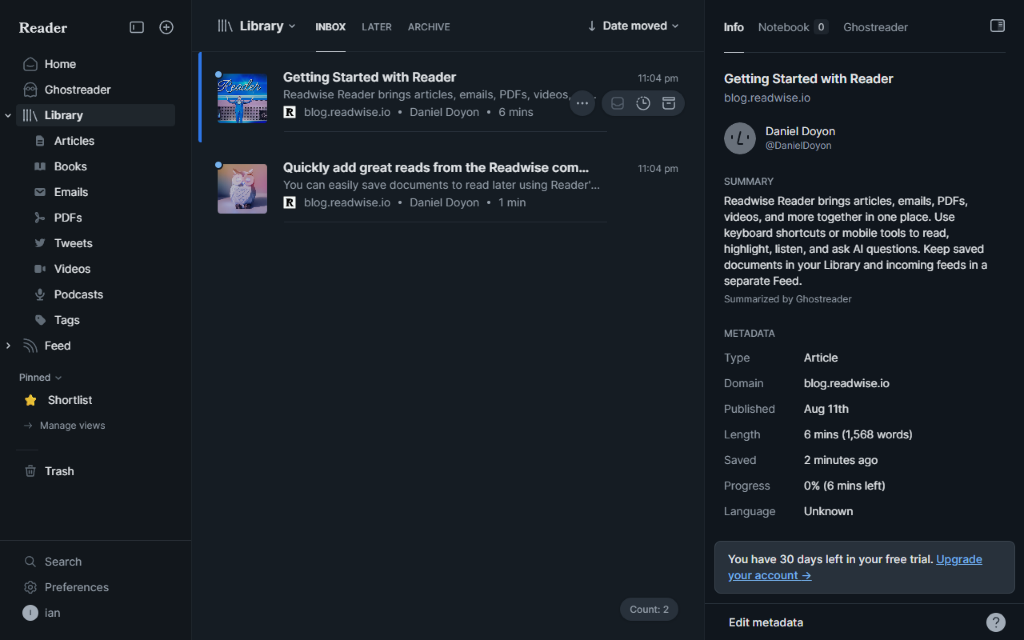 Reader
Home
Ghostreader
Library
Articles
Books
Emails
PDFs
Tweets
Videos
Podcasts
Tags
Feed
Pinned
Shortlist
Manage views
Trash
Search
Preferences
I ian
Library INBOX LATER ARCHIVE Date moved
Reader
Getting Started with Reader 11:04 pm
Readwise Reader brings articles, emails, PDFs, videos, ...
R blog.readwise.io • Daniel Doyon • 6 mins
Quickly add great reads from the Readwise com... 11:04 pm
You can easily save documents to read later using Reader'...
R blog.readwise.io • Daniel Doyon • 1 min
Count: 2
Info Notebook 0 Ghostreader
Getting Started with Reader
blog.readwise.io
Daniel Doyon
@DanielDoyon
SUMMARY
Readwise Reader brings articles, emails, PDFs,
videos, and more together in one place. Use
keyboard shortcuts or mobile tools to read,
highlight, listen, and ask AI questions. Keep saved
documents in your Library and incoming feeds in a
separate Feed.
Summarized by Ghostreader
METADATA
Type Article
Domain blog.readwise.io
Published Aug 11th
Length 6 mins (1,568 words)
Saved 2 minutes ago
Progress 0% (6 mins left)
Language Unknown
You have 30 days left in your free trial. Upgrade
your account →
Edit metadata ?